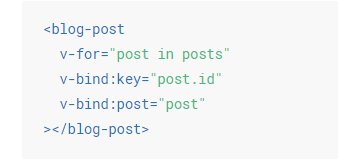 <blog-post
  v-for="post in posts"
  v-bind:key="post.id"
  v-bind:post="post"
></blog-post>